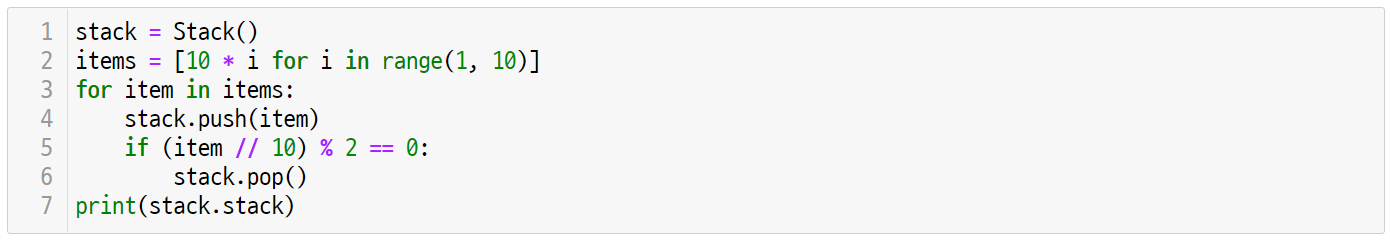 1 stack = Stack()
2 items = [10 * i for i in range(1, 10)]
3 for item in items:
4     stack.push(item)
5     if (item // 10) % 2 == 0:
6         stack.pop()
7 print(stack.stack)